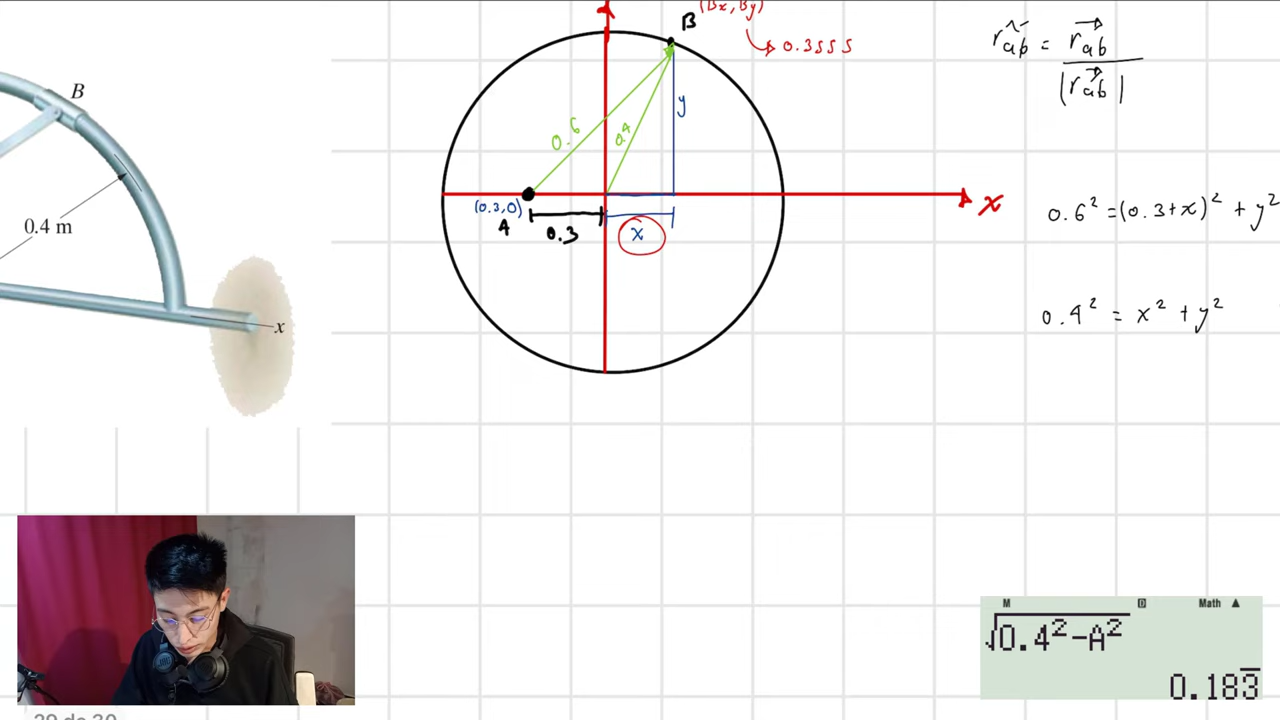 B
0.4 m
x
B
(Bx, By)
0.3555
0.6
0.4
y
(0.3,0)
A
0.3
x
x
r̂ab = r⃗ab / |r⃗ab|
0.6² = (0.3+x)² + y²
0.4² = x² + y²
M D Math ▲
√0.4²-A²
0.183̅